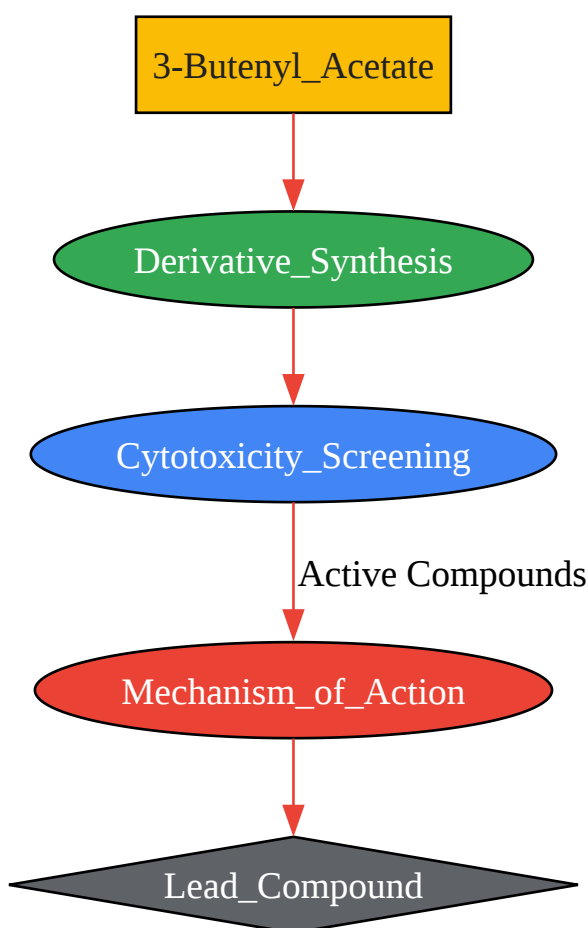 3-Butenyl_Acetate
Derivative_Synthesis
Cytotoxicity_Screening
Active Compounds
Mechanism_of_Action
Lead_Compound